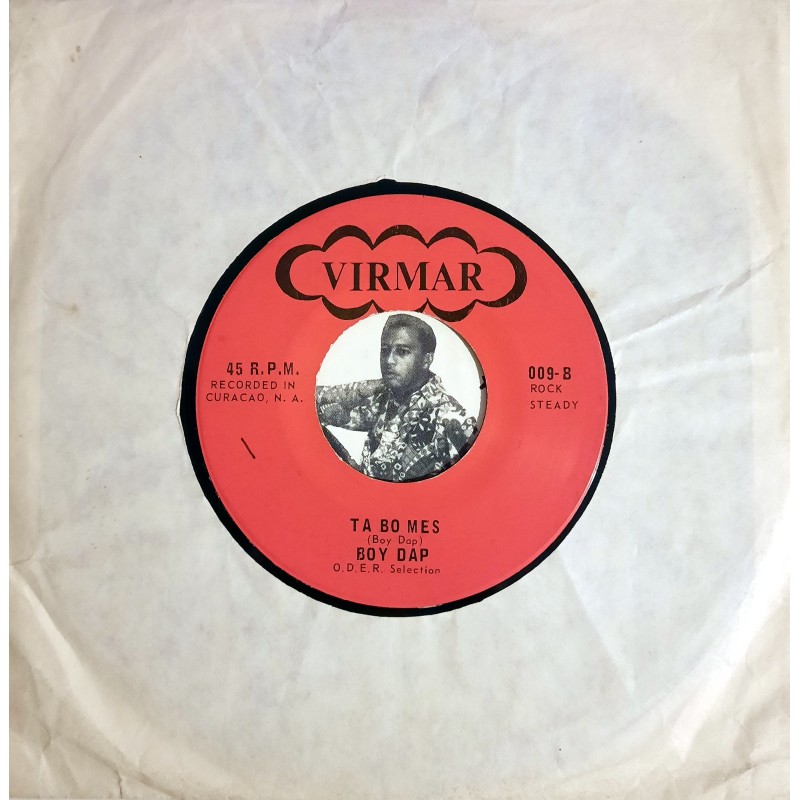 VIRMAR
45 R.P.M.
RECORDED IN
CURACAO, N. A.
009-B
ROCK
STEADY
TA BO MES
(Boy Dap)
BOY DAP
O.D.E.R. Selection